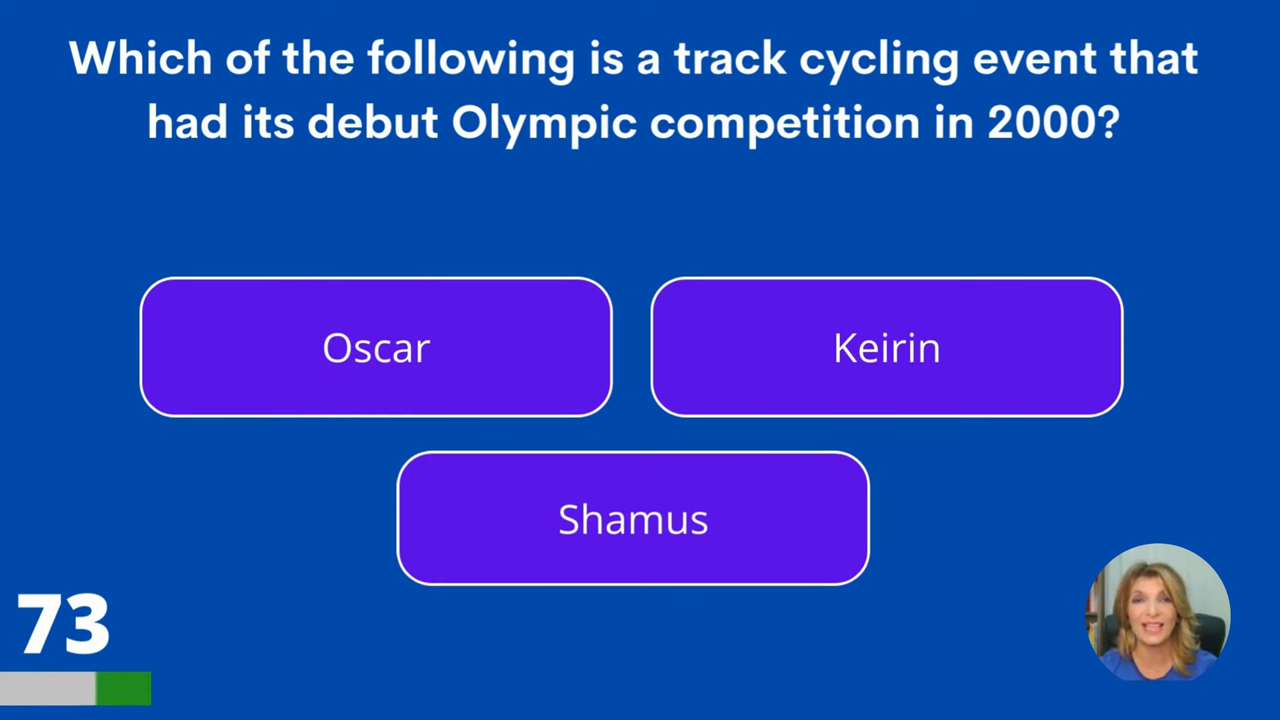 Which of the following is a track cycling event that
had its debut Olympic competition in 2000?
Oscar
Keirin
Shamus
73